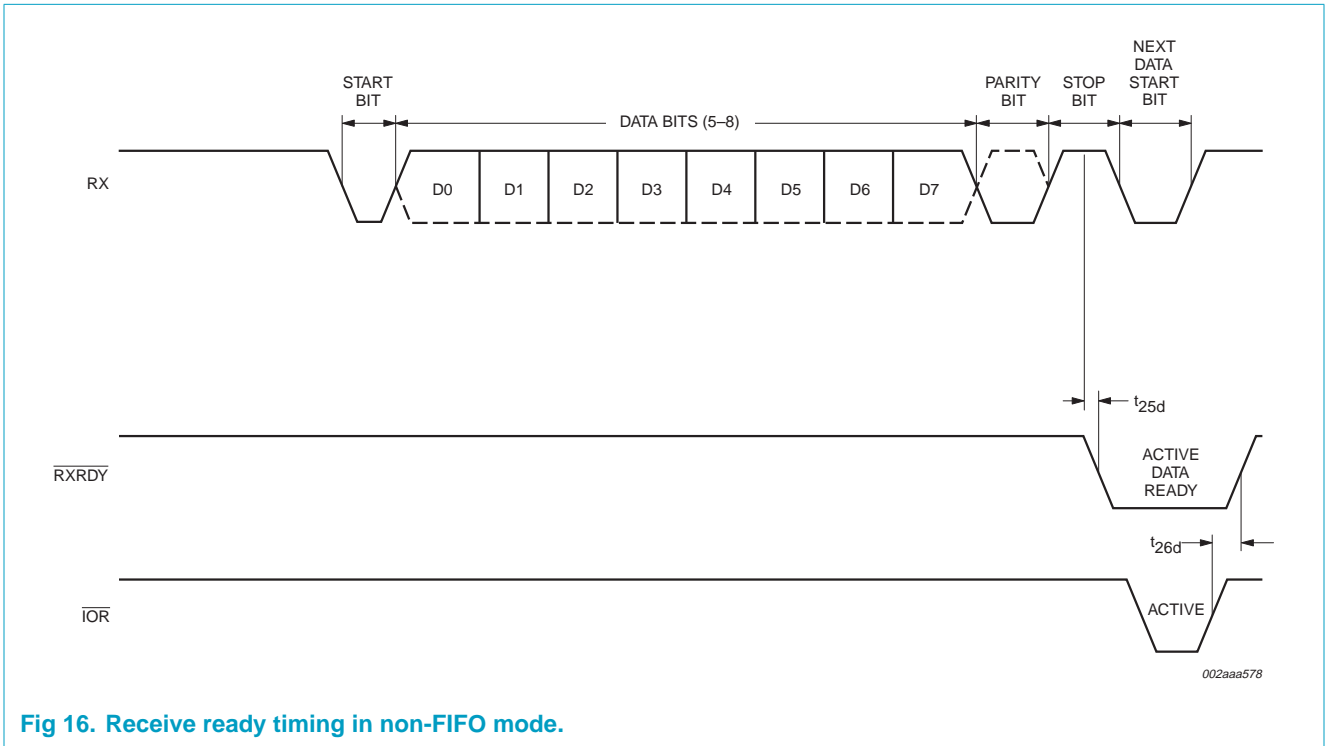 START
BIT
DATA BITS (5–8)
PARITY
BIT
STOP
BIT
NEXT
DATA
START
BIT
RX
D0
D1
D2
D3
D4
D5
D6
D7
t25d
RXRDY
ACTIVE
DATA
READY
t26d
IOR
ACTIVE
002aaa578
Fig 16. Receive ready timing in non-FIFO mode.